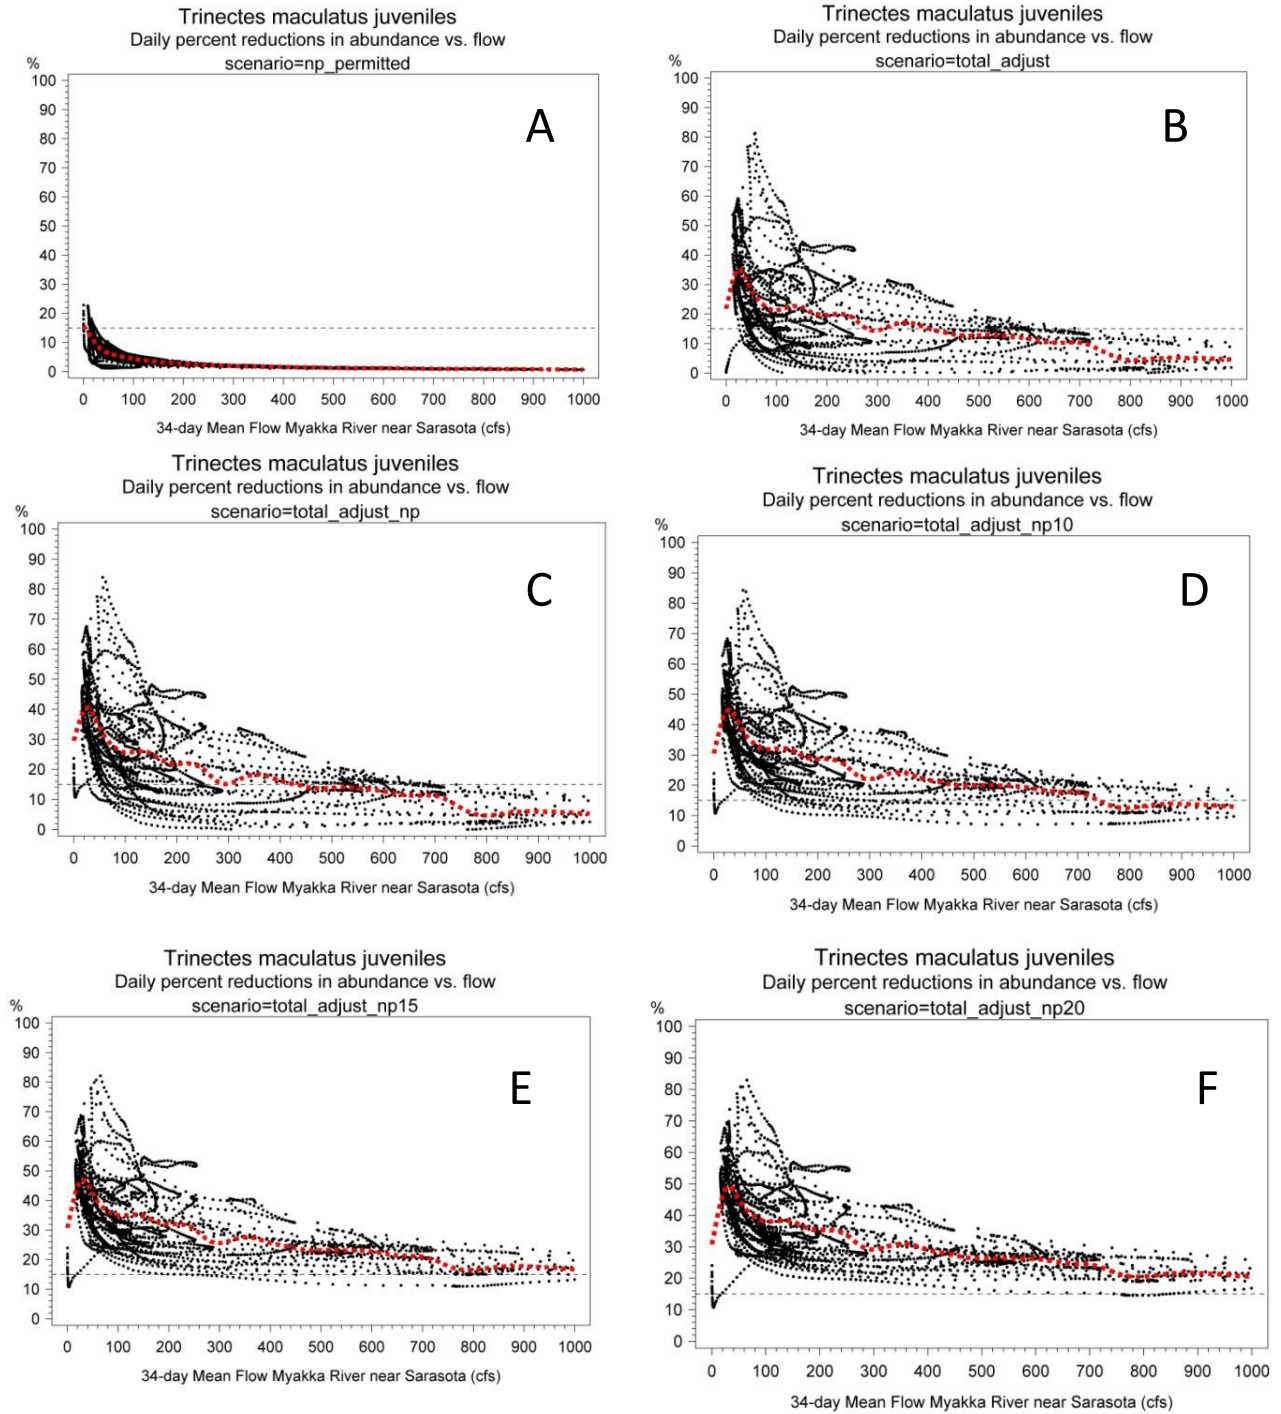 Trinectes maculatus juveniles
Daily percent reductions in abundance vs. flow
scenario=np_permitted
%
A
100
90
80
70
60
50
40
30
20
10
0
0 100 200 300 400 500 600 700 800 900 1000
34-day Mean Flow Myakka River near Sarasota (cfs)
Trinectes maculatus juveniles
Daily percent reductions in abundance vs. flow
scenario=total_adjust
%
B
100
90
80
70
60
50
40
30
20
10
0
0 100 200 300 400 500 600 700 800 900 1000
34-day Mean Flow Myakka River near Sarasota (cfs)
Trinectes maculatus juveniles
Daily percent reductions in abundance vs. flow
scenario=total_adjust_np
%
C
100
90
80
70
60
50
40
30
20
10
0
0 100 200 300 400 500 600 700 800 900 1000
34-day Mean Flow Myakka River near Sarasota (cfs)
Trinectes maculatus juveniles
Daily percent reductions in abundance vs. flow
scenario=total_adjust_np10
%
D
100
90
80
70
60
50
40
30
20
10
0
0 100 200 300 400 500 600 700 800 900 1000
34-day Mean Flow Myakka River near Sarasota (cfs)
Trinectes maculatus juveniles
Daily percent reductions in abundance vs. flow
scenario=total_adjust_np15
%
E
100
90
80
70
60
50
40
30
20
10
0
0 100 200 300 400 500 600 700 800 900 1000
34-day Mean Flow Myakka River near Sarasota (cfs)
Trinectes maculatus juveniles
Daily percent reductions in abundance vs. flow
scenario=total_adjust_np20
%
F
100
90
80
70
60
50
40
30
20
10
0
0 100 200 300 400 500 600 700 800 900 1000
34-day Mean Flow Myakka River near Sarasota (cfs)